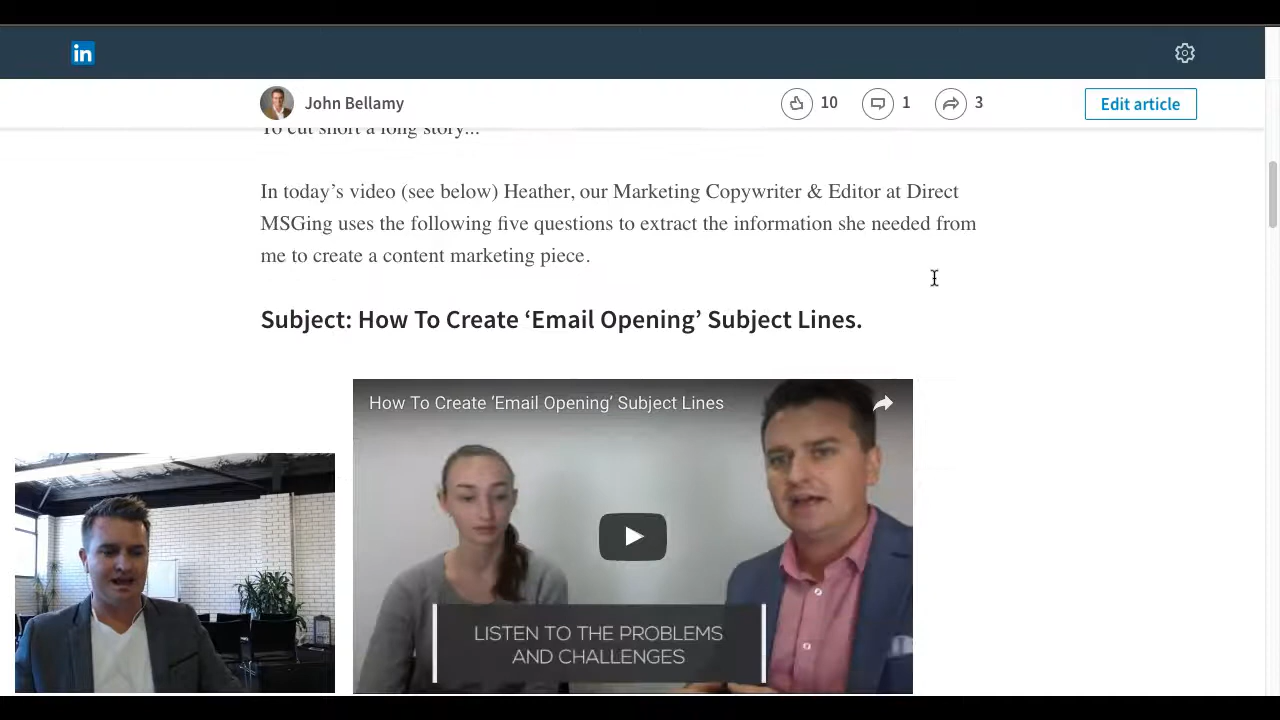 in
John Bellamy
10
1
3
Edit article
To cut short a long story...
In today’s video (see below) Heather, our Marketing Copywriter & Editor at Direct
MSGing uses the following five questions to extract the information she needed from
me to create a content marketing piece.
Subject: How To Create ‘Email Opening’ Subject Lines.
How To Create ‘Email Opening’ Subject Lines
LISTEN TO THE PROBLEMS
AND CHALLENGES